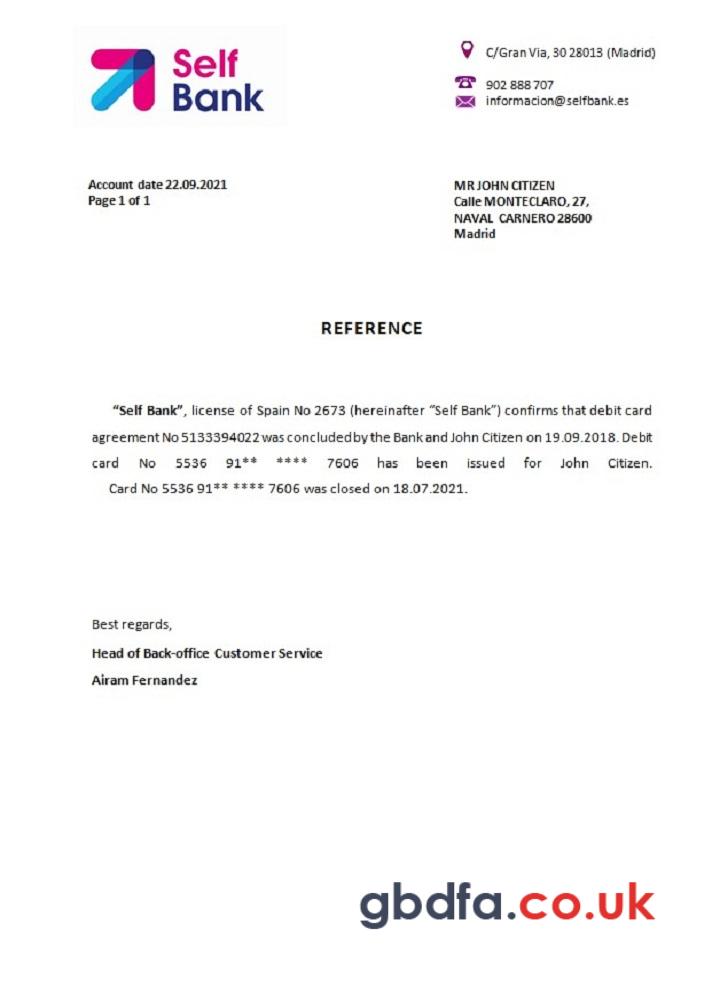 Self
Bank
C/Gran Via, 30 28013 (Madrid)
902 888 707
informacion@selfbank.es
Account date 22.09.2021
Page 1 of 1
MR JOHN CITIZEN
Calle MONTECLARO, 27,
NAVAL CARNERO 28600
Madrid
REFERENCE
“Self Bank”, license of Spain No 2673 (hereinafter “Self Bank”) confirms that debit card
agreement No 5133394022 was concluded by the Bank and John Citizen on 19.09.2018. Debit
card No 5536 91** **** 7606 has been issued for John Citizen.
Card No 5536 91** **** 7606 was closed on 18.07.2021.
Best regards,
Head of Back-office Customer Service
Airam Fernandez
gbdfa.co.uk